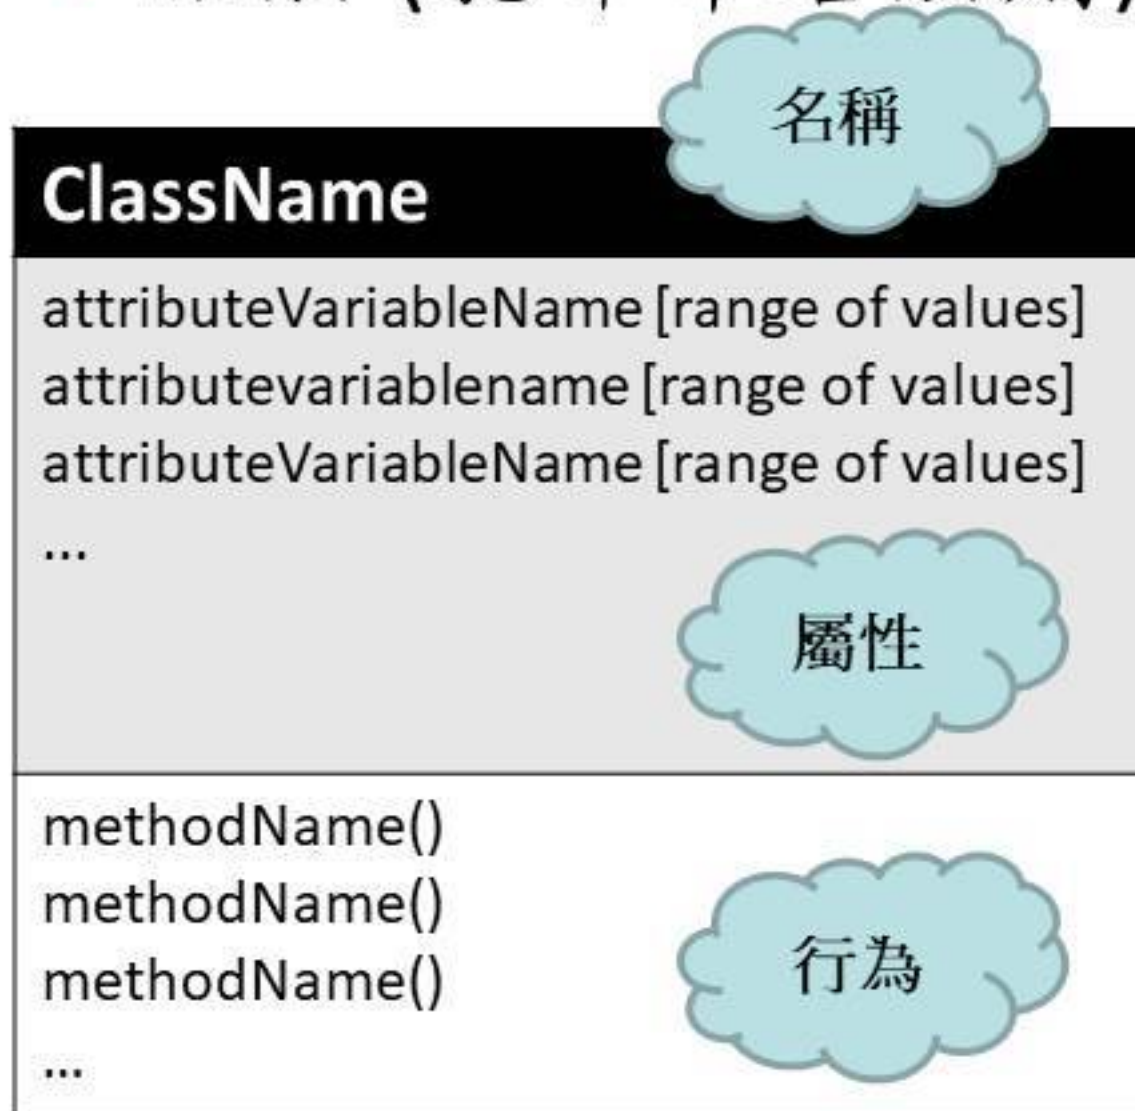 名稱
ClassName
attributeVariableName [range of values]
attributevariablename [range of values]
attributeVariableName [range of values]
...
屬性
methodName()
methodName()
行為
methodName()
...